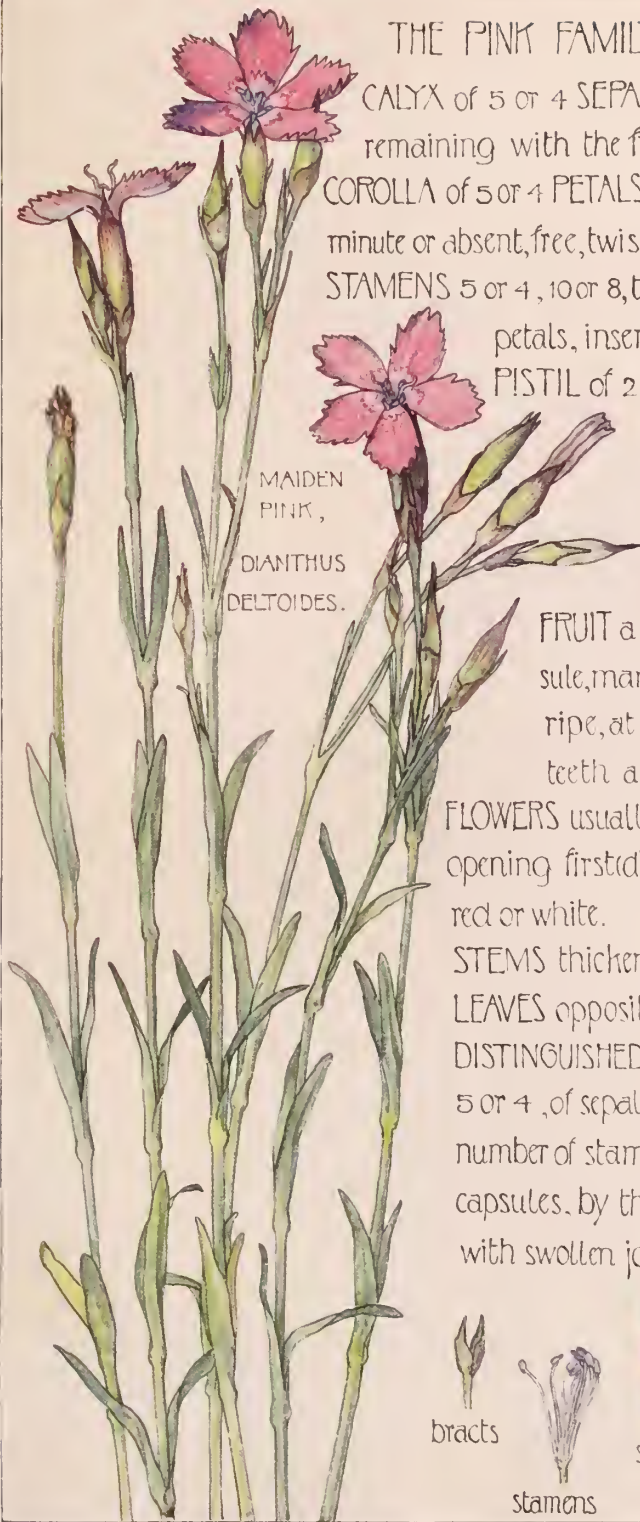 THE PINK FAMIL
CALYX of 5 or 4 SEPA
remaining with the f
COROLLA of 5 or 4 PETALS
minute or absent, free, twis
STAMENS 5 or 4, 10 or 8, t
petals, inser
PISTIL of 2
MAIDEN
PINK,
DIANTHUS
DELTOIDES.
FRUIT a
sule, man
ripe, at
teeth a
FLOWERS usuall
opening first(d
red or white.
STEMS thicken
LEAVES opposit
DISTINGUISHED
5 or 4, of sepal
number of stam
capsules. by th
with swollen jo
bracts
stamens